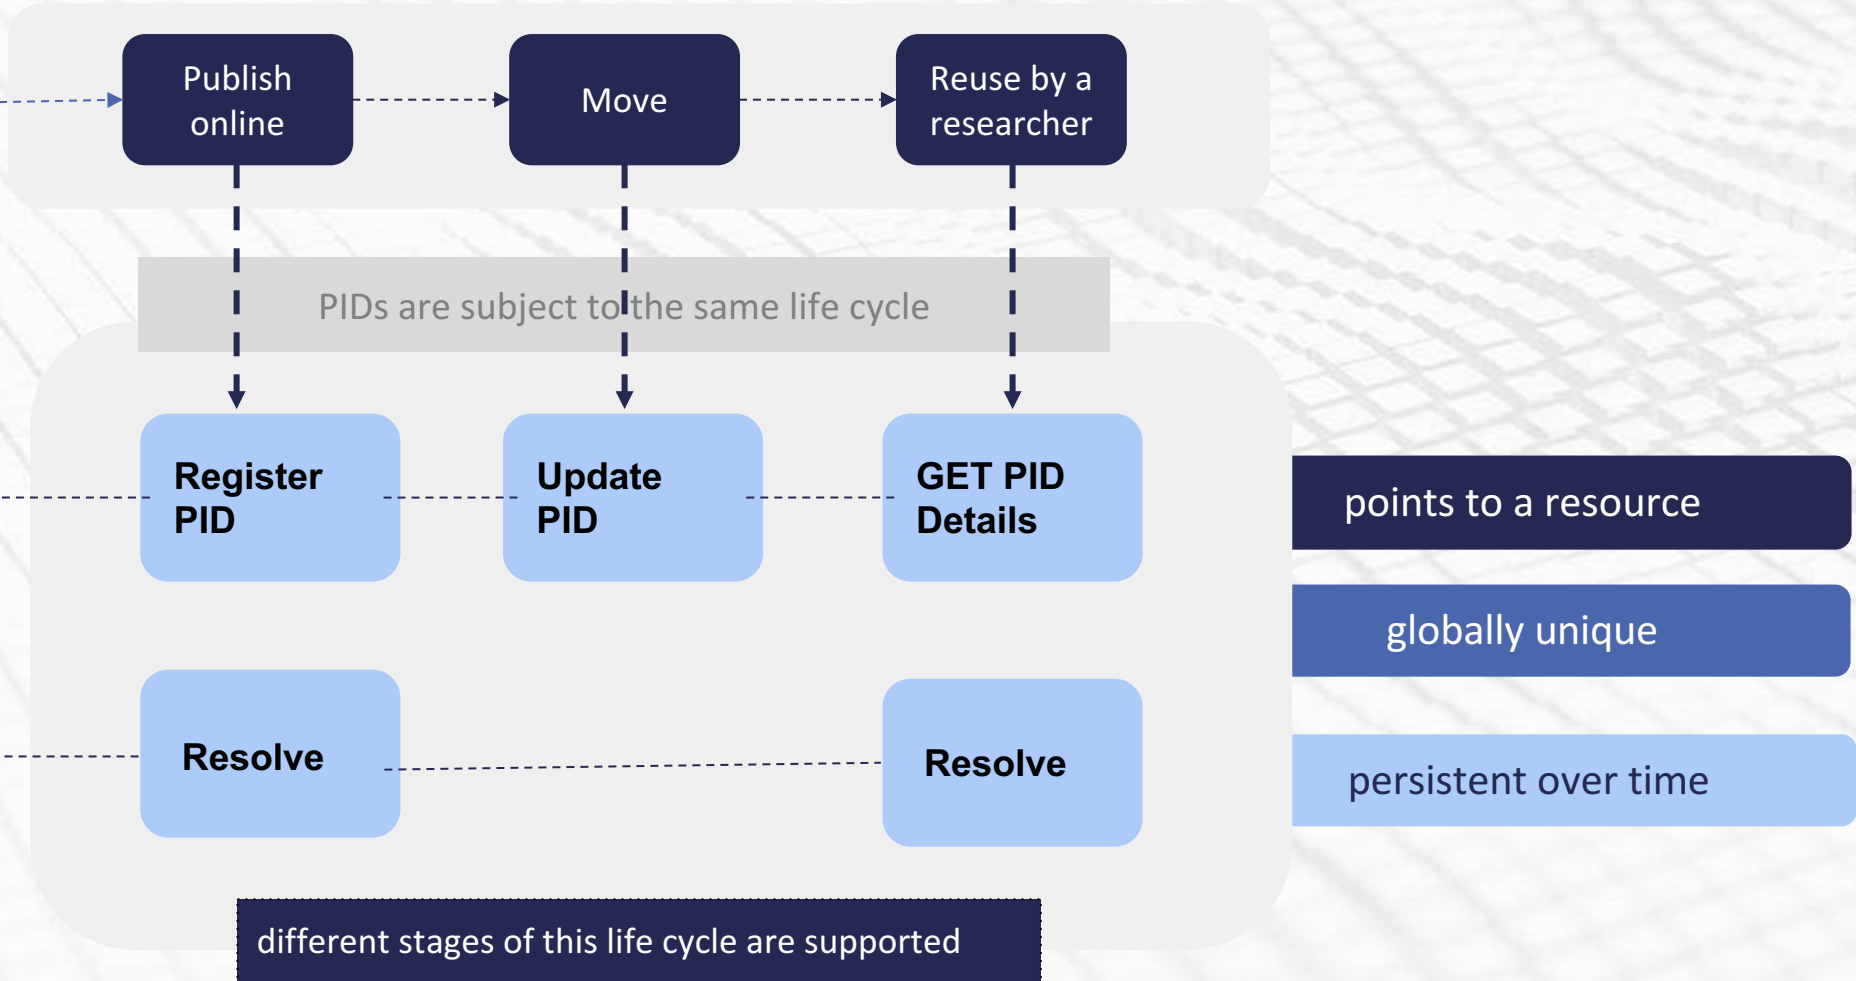 Publish
online
Move
Reuse by a
researcher
PIDs are subject to the same life cycle
Register
PID
Update
PID
GET PID
Details
points to a resource
globally unique
Resolve
Resolve
persistent over time
different stages of this life cycle are supported